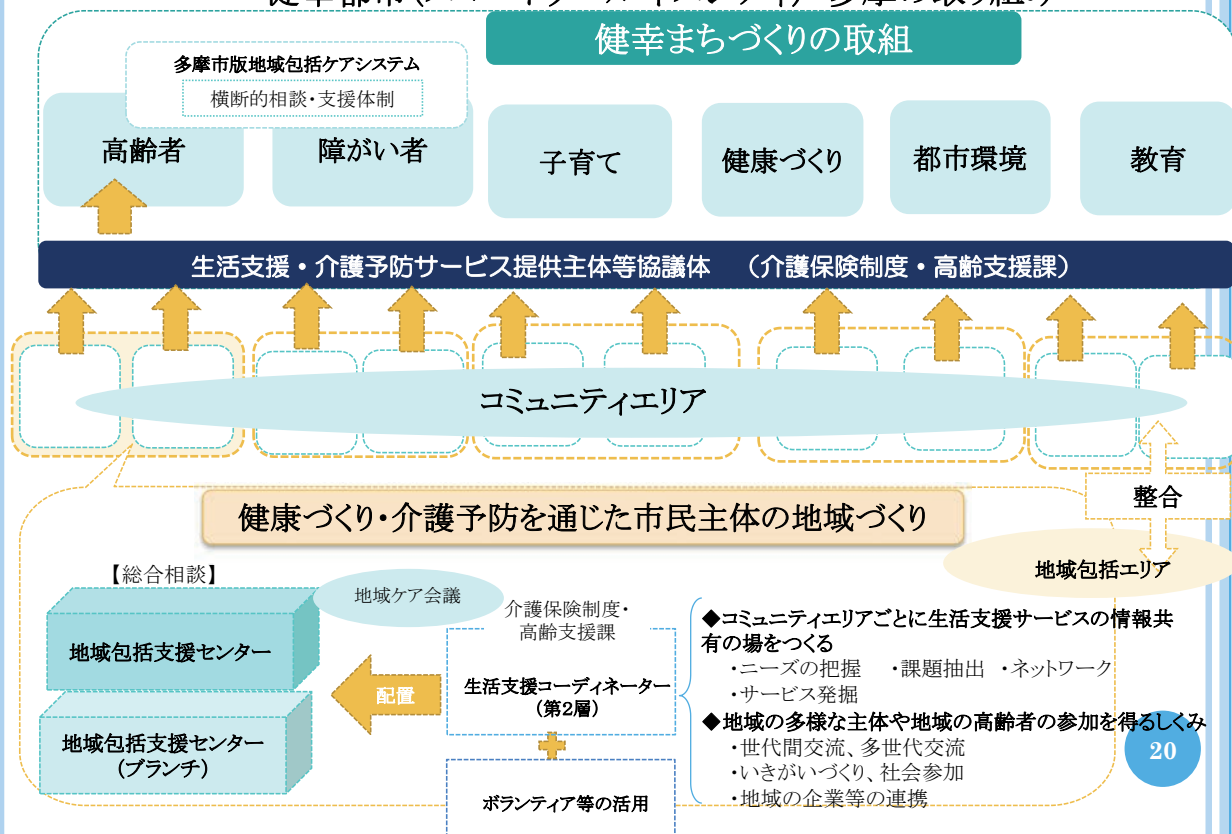 健幸まちづくりの取組
多摩市版地域包括ケアシステム
横断的相談・支援体制
高齢者
障がい者
子育て
健康づくり
都市環境
教育
生活支援・介護予防サービス提供主体等協議体 （介護保険制度・高齢支援課）
コミュニティエリア
整合
健康づくり・介護予防を通じた市民主体の地域づくり
地域包括エリア
【総合相談】
地域ケア会議
地域包括支援センター
地域包括支援センター
(ブランチ)
配置
介護保険制度・
高齢支援課
生活支援コーディネーター
(第2層)
ボランティア等の活用
◆コミュニティエリアごとに生活支援サービスの情報共
有の場をつくる
・ニーズの把握 ・課題抽出 ・ネットワーク
・サービス発掘
◆地域の多様な主体や地域の高齢者の参加を得るしくみ
・世代間交流、多世代交流
・いきがいづくり、社会参加
・地域の企業等の連携
20